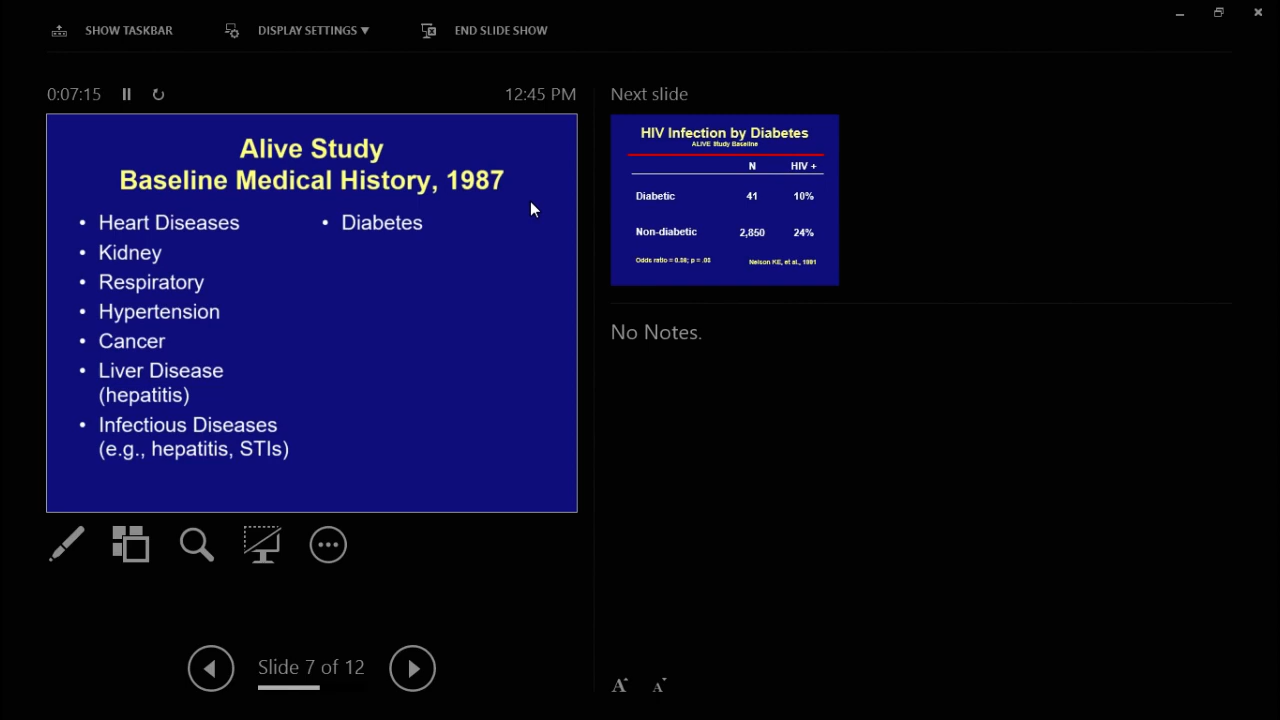 SHOW TASKBAR
DISPLAY SETTINGS ▼
END SLIDE SHOW
0:07:15
12:45 PM
Alive Study
Baseline Medical History, 1987
• Heart Diseases
• Kidney
• Respiratory
• Hypertension
• Cancer
• Liver Disease
(hepatitis)
• Infectious Diseases
(e.g., hepatitis, STIs)
• Diabetes
Slide 7 of 12
Next slide
HIV Infection by Diabetes
ALIVE Study Baseline
N HIV +
Diabetic 41 10%
Non-diabetic 2,850 24%
Odds ratio = p =
Nelson KE, et al., 1991
No Notes.
A A